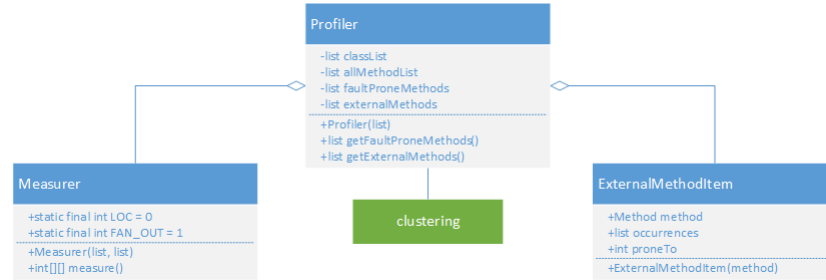 Profiler
-list classList
-list allMethodList
-list faultProneMethods
-list externalMethods
+Profiler(list)
+list getFaultProneMethods()
+list getExternalMethods()
Measurer
+static final int LOC = 0
+static final int FAN_OUT = 1
+Measurer(list, list)
+int[][] measure()
clustering
ExternalMethodItem
+Method method
+list occurrences
+int proneTo
+ExternalMethodItem(method)